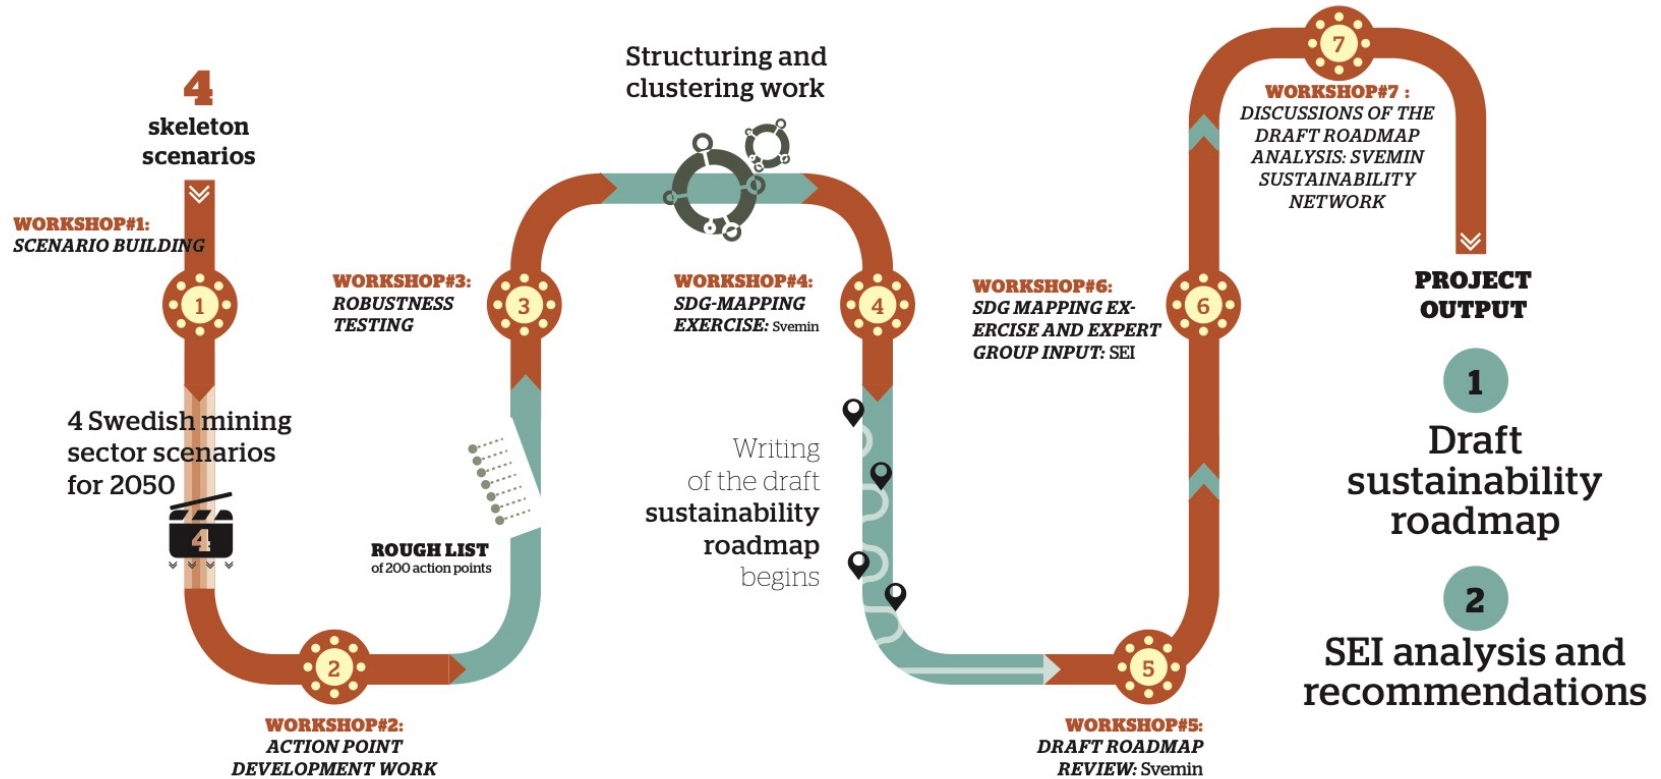 4
skeleton
scenarios
WORKSHOP#1:
SCENARIO BUILDING
1
4 Swedish mining
sector scenarios
for 2050
4
2
WORKSHOP#2:
ACTION POINT
DEVELOPMENT WORK
ROUGH LIST
of 200 action points
WORKSHOP#3:
ROBUSTNESS
TESTING
3
Structuring and
clustering work
WORKSHOP#4:
SDG-MAPPING
EXERCISE: Svemin
4
Writing
of the draft
sustainability
roadmap
begins
5
WORKSHOP#5:
DRAFT ROADMAP
REVIEW: Svemin
WORKSHOP#6:
SDG MAPPING EX-
ERCISE AND EXPERT
GROUP INPUT: SEI
6
7
WORKSHOP#7 :
DISCUSSIONS OF THE
DRAFT ROADMAP
ANALYSIS: SVEMIN
SUSTAINABILITY
NETWORK
PROJECT
OUTPUT
1
Draft
sustainability
roadmap
2
SEI analysis and
recommendations